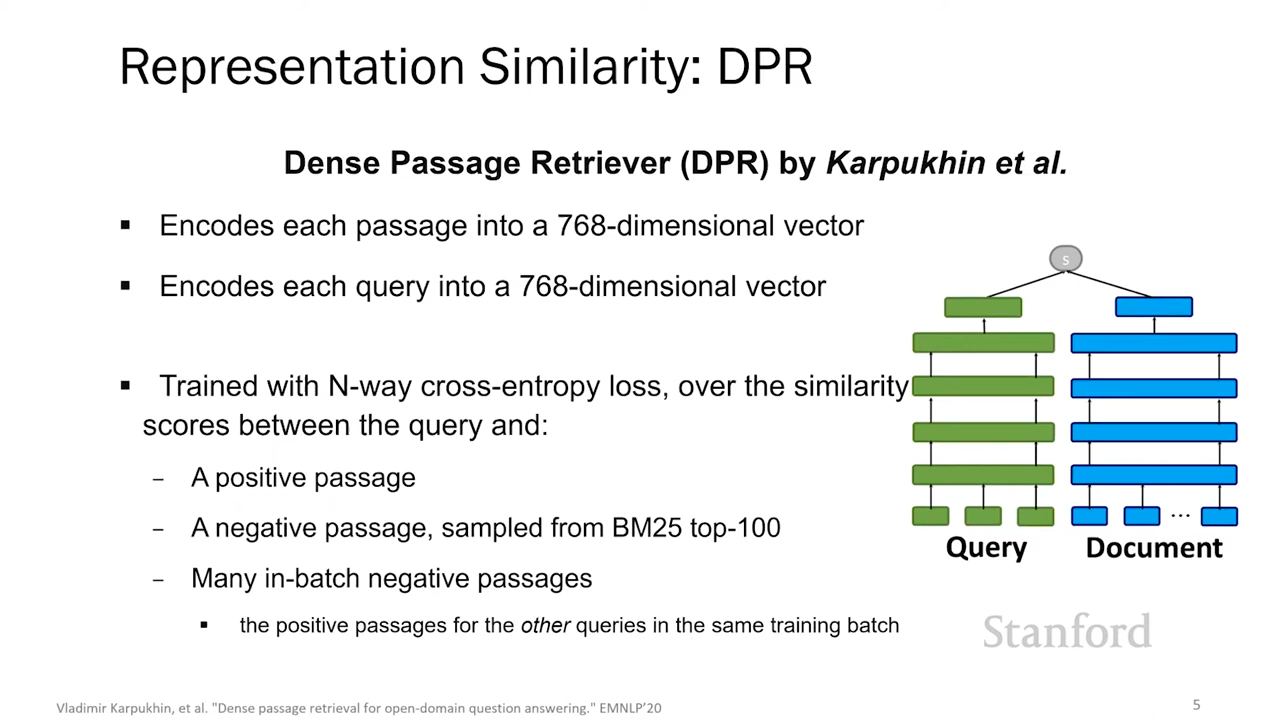 Representation Similarity: DPR
Dense Passage Retriever (DPR) by Karpukhin et al.
▪ Encodes each passage into a 768-dimensional vector
▪ Encodes each query into a 768-dimensional vector
▪ Trained with N-way cross-entropy loss, over the similarity
scores between the query and:
– A positive passage
– A negative passage, sampled from BM25 top-100
– Many in-batch negative passages
▪ the positive passages for the other queries in the same training batch
s
...
Query Document
Stanford
Vladimir Karpukhin, et al. "Dense passage retrieval for open-domain question answering." EMNLP’20
5